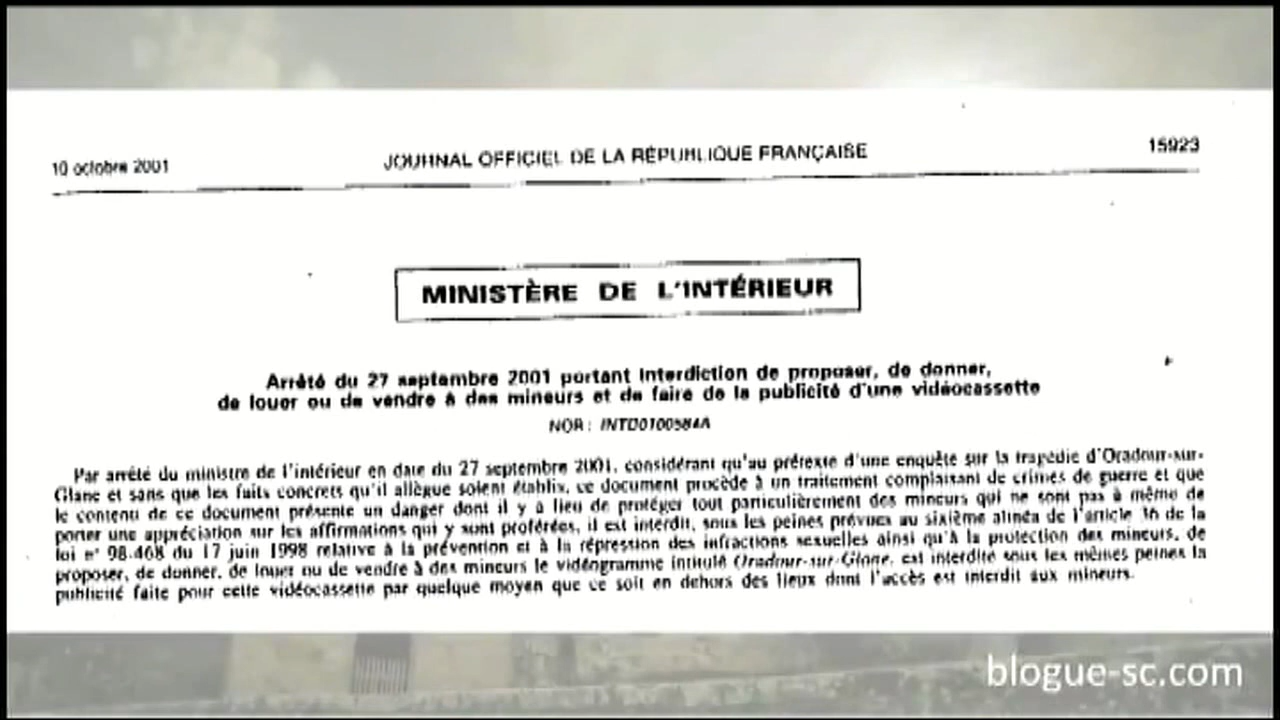 10 octobre 2001
JOURNAL OFFICIEL DE LA RÉPUBLIQUE FRANÇAISE
15923
MINISTÈRE DE L'INTÉRIEUR
Arrêté du 27 septembre 2001 portant interdiction de proposer, de donner,
de louer ou de vendre à des mineurs et de faire de la publicité d'une vidéocassette
NOR : INTD0100584A
Par arrêté du ministre de l'intérieur en date du 27 septembre 2001, considérant qu'au prétexte d'une enquête sur la tragédie d'Oradour-sur-
Glane et sans que les faits concrets qu'il allègue soient établis, ce document procède à un traitement complaisant de crimes de guerre et que
le contenu de ce document présente un danger dont il y a lieu de protéger tout particulièrement des mineurs qui ne sont pas à même de
porter une appréciation sur les affirmations qui y sont proférées, il est interdit, sous les peines prévues au sixième alinéa de l'article 36 de la
loi n° 98-468 du 17 juin 1998 relative à la prévention et à la répression des infractions sexuelles ainsi qu'à la protection des mineurs, de
proposer, de donner, de louer ou de vendre à des mineurs le vidéogramme intitulé Oradour-sur-Glane, est interdite sous les mêmes peines la
publicité faite pour cette vidéocassette par quelque moyen que ce soit en dehors des lieux dont l'accès est interdit aux mineurs.
blogue-sc.com